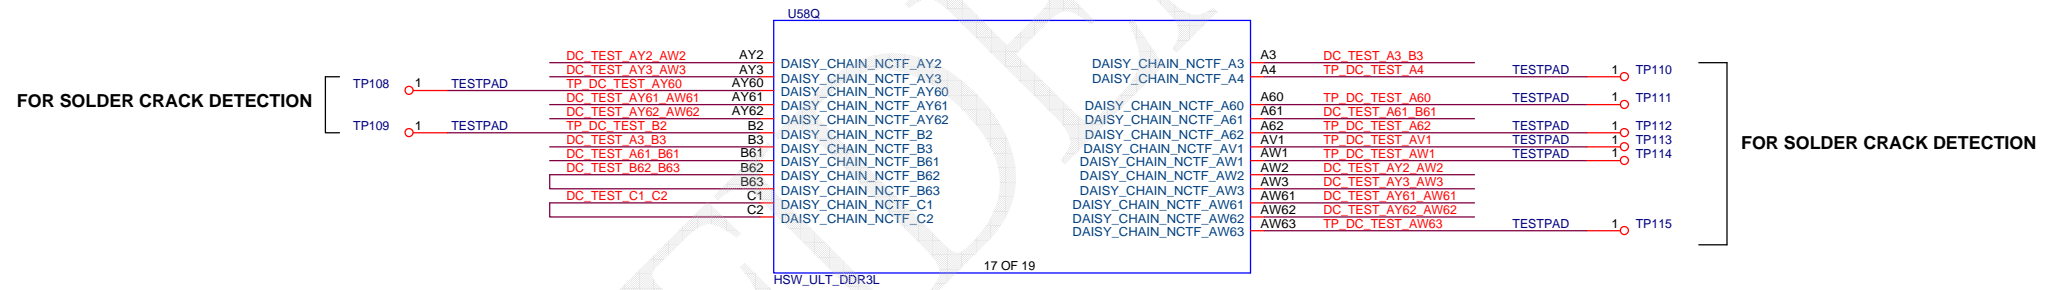 U58Q
FOR SOLDER CRACK DETECTION
TP108 1 TESTPAD
TP109 1 TESTPAD
DC_TEST_AY2_AW2 AY2 DAISY_CHAIN_NCTF_AY2
DC_TEST_AY3_AW3 AY3 DAISY_CHAIN_NCTF_AY3
TP_DC_TEST_AY60 AY60 DAISY_CHAIN_NCTF_AY60
DC_TEST_AY61_AW61 AY61 DAISY_CHAIN_NCTF_AY61
DC_TEST_AY62_AW62 AY62 DAISY_CHAIN_NCTF_AY62
TP_DC_TEST_B2 B2 DAISY_CHAIN_NCTF_B2
DC_TEST_A3_B3 B3 DAISY_CHAIN_NCTF_B3
DC_TEST_A61_B61 B61 DAISY_CHAIN_NCTF_B61
DC_TEST_B62_B63 B62 DAISY_CHAIN_NCTF_B62
B63 DAISY_CHAIN_NCTF_B63
DC_TEST_C1_C2 C1 DAISY_CHAIN_NCTF_C1
C2 DAISY_CHAIN_NCTF_C2
DAISY_CHAIN_NCTF_A3 A3 DC_TEST_A3_B3
DAISY_CHAIN_NCTF_A4 A4 TP_DC_TEST_A4 TESTPAD 1 TP110
DAISY_CHAIN_NCTF_A60 A60 TP_DC_TEST_A60 TESTPAD 1 TP111
DAISY_CHAIN_NCTF_A61 A61 DC_TEST_A61_B61
DAISY_CHAIN_NCTF_A62 A62 TP_DC_TEST_A62 TESTPAD 1 TP112
DAISY_CHAIN_NCTF_AV1 AV1 TP_DC_TEST_AV1 TESTPAD 1 TP113
DAISY_CHAIN_NCTF_AW1 AW1 TP_DC_TEST_AW1 TESTPAD 1 TP114
DAISY_CHAIN_NCTF_AW2 AW2 DC_TEST_AY2_AW2
DAISY_CHAIN_NCTF_AW3 AW3 DC_TEST_AY3_AW3
DAISY_CHAIN_NCTF_AW61 AW61 DC_TEST_AY61_AW61
DAISY_CHAIN_NCTF_AW62 AW62 DC_TEST_AY62_AW62
DAISY_CHAIN_NCTF_AW63 AW63 TP_DC_TEST_AW63 TESTPAD 1 TP115
FOR SOLDER CRACK DETECTION
17 OF 19
HSW_ULT_DDR3L